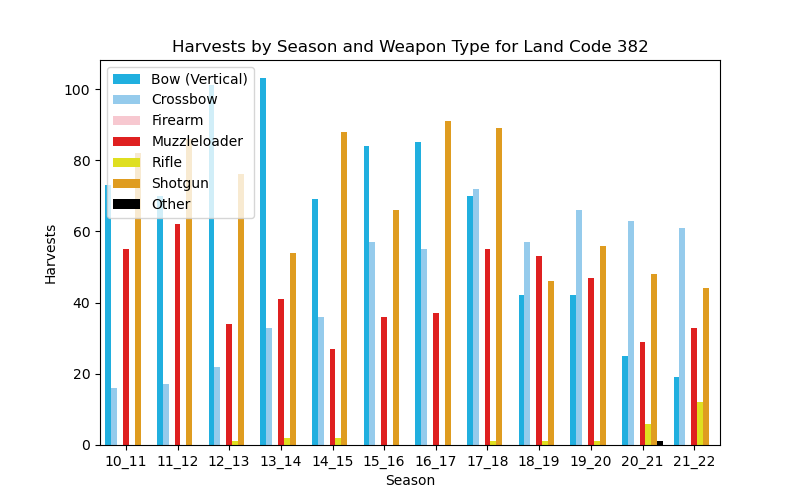 Harvests by Season and Weapon Type for Land Code 382
Bow (Vertical)
Crossbow
Firearm
Muzzleloader
Rifle
Shotgun
Other
Harvests
100
80
60
40
20
0
10_11 11_12 12_13 13_14 14_15 15_16 16_17 17_18 18_19 19_20 20_21 21_22
Season